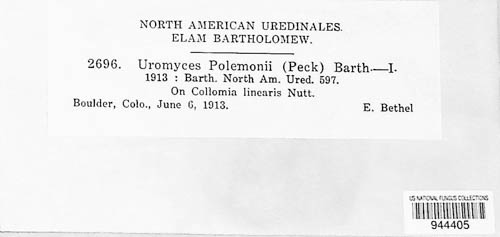 NORTH AMERICAN UREDINALES.
ELAM BARTHOLOMEW.
2696. Uromyces Polemonii (Peck) Barth.—I.
1913 : Barth. North Am. Ured. 597.
On Collomia linearis Nutt.
Boulder, Colo., June 6, 1913. E. Bethel
US NATIONAL FUNGUS COLLECTIONS
944405